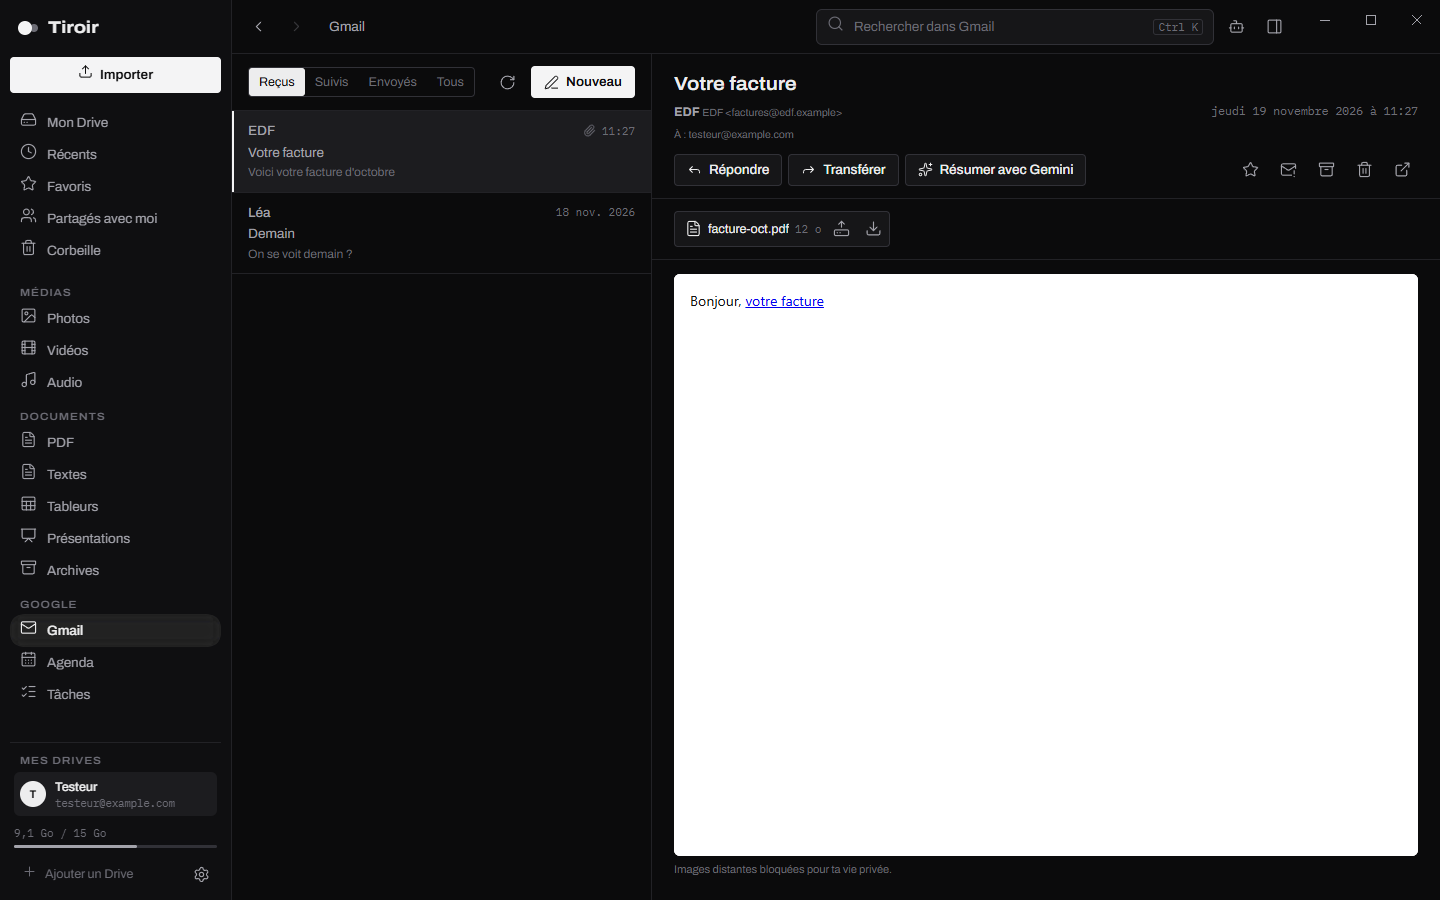 Tiroir
Importer
Mon Drive
Récents
Favoris
Partagés avec moi
Corbeille
MÉDIAS
Photos
Vidéos
Audio
DOCUMENTS
PDF
Textes
Tableurs
Présentations
Archives
GOOGLE
Gmail
Agenda
Tâches
MES DRIVES
T
Testeur
testeur@example.com
9,1 Go / 15 Go
Ajouter un Drive
Gmail
Rechercher dans Gmail Ctrl K
Reçus Suivis Envoyés Tous Nouveau
EDF 11:27
Votre facture
Voici votre facture d'octobre
Léa 18 nov. 2026
Demain
On se voit demain ?
Votre facture
EDF EDF <factures@edf.example> jeudi 19 novembre 2026 à 11:27
À : testeur@example.com
Répondre Transférer Résumer avec Gemini
facture-oct.pdf 12 o
Bonjour, votre facture
Images distantes bloquées pour ta vie privée.